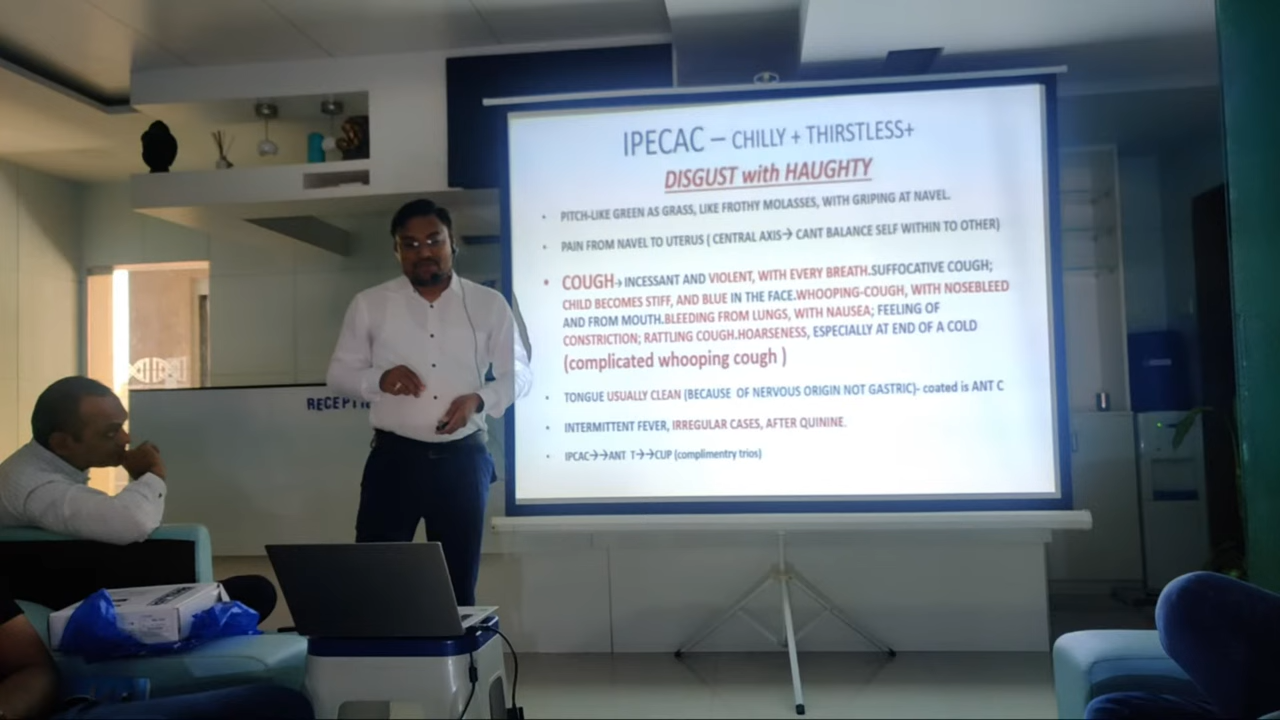 IPECAC – CHILLY + THIRSTLESS+
DISGUST with HAUGHTY
• PITCH-LIKE GREEN AS GRASS, LIKE FROTHY MOLASSES, WITH GRIPING AT NAVEL.
• PAIN FROM NAVEL TO UTERUS ( CENTRAL AXIS→ CANT BALANCE SELF WITHIN TO OTHER)
• COUGH→ INCESSANT AND VIOLENT, WITH EVERY BREATH.SUFFOCATIVE COUGH;
CHILD BECOMES STIFF, AND BLUE IN THE FACE.WHOOPING-COUGH, WITH NOSEBLEED
AND FROM MOUTH.BLEEDING FROM LUNGS, WITH NAUSEA; FEELING OF
CONSTRICTION; RATTLING COUGH.HOARSENESS, ESPECIALLY AT END OF A COLD
(complicated whooping cough )
• TONGUE USUALLY CLEAN (BECAUSE OF NERVOUS ORIGIN NOT GASTRIC)- coated is ANT C
• INTERMITTENT FEVER, IRREGULAR CASES, AFTER QUININE.
• IPCAC→→ANT T→→CUP (complimentry trios)
RECEPTI